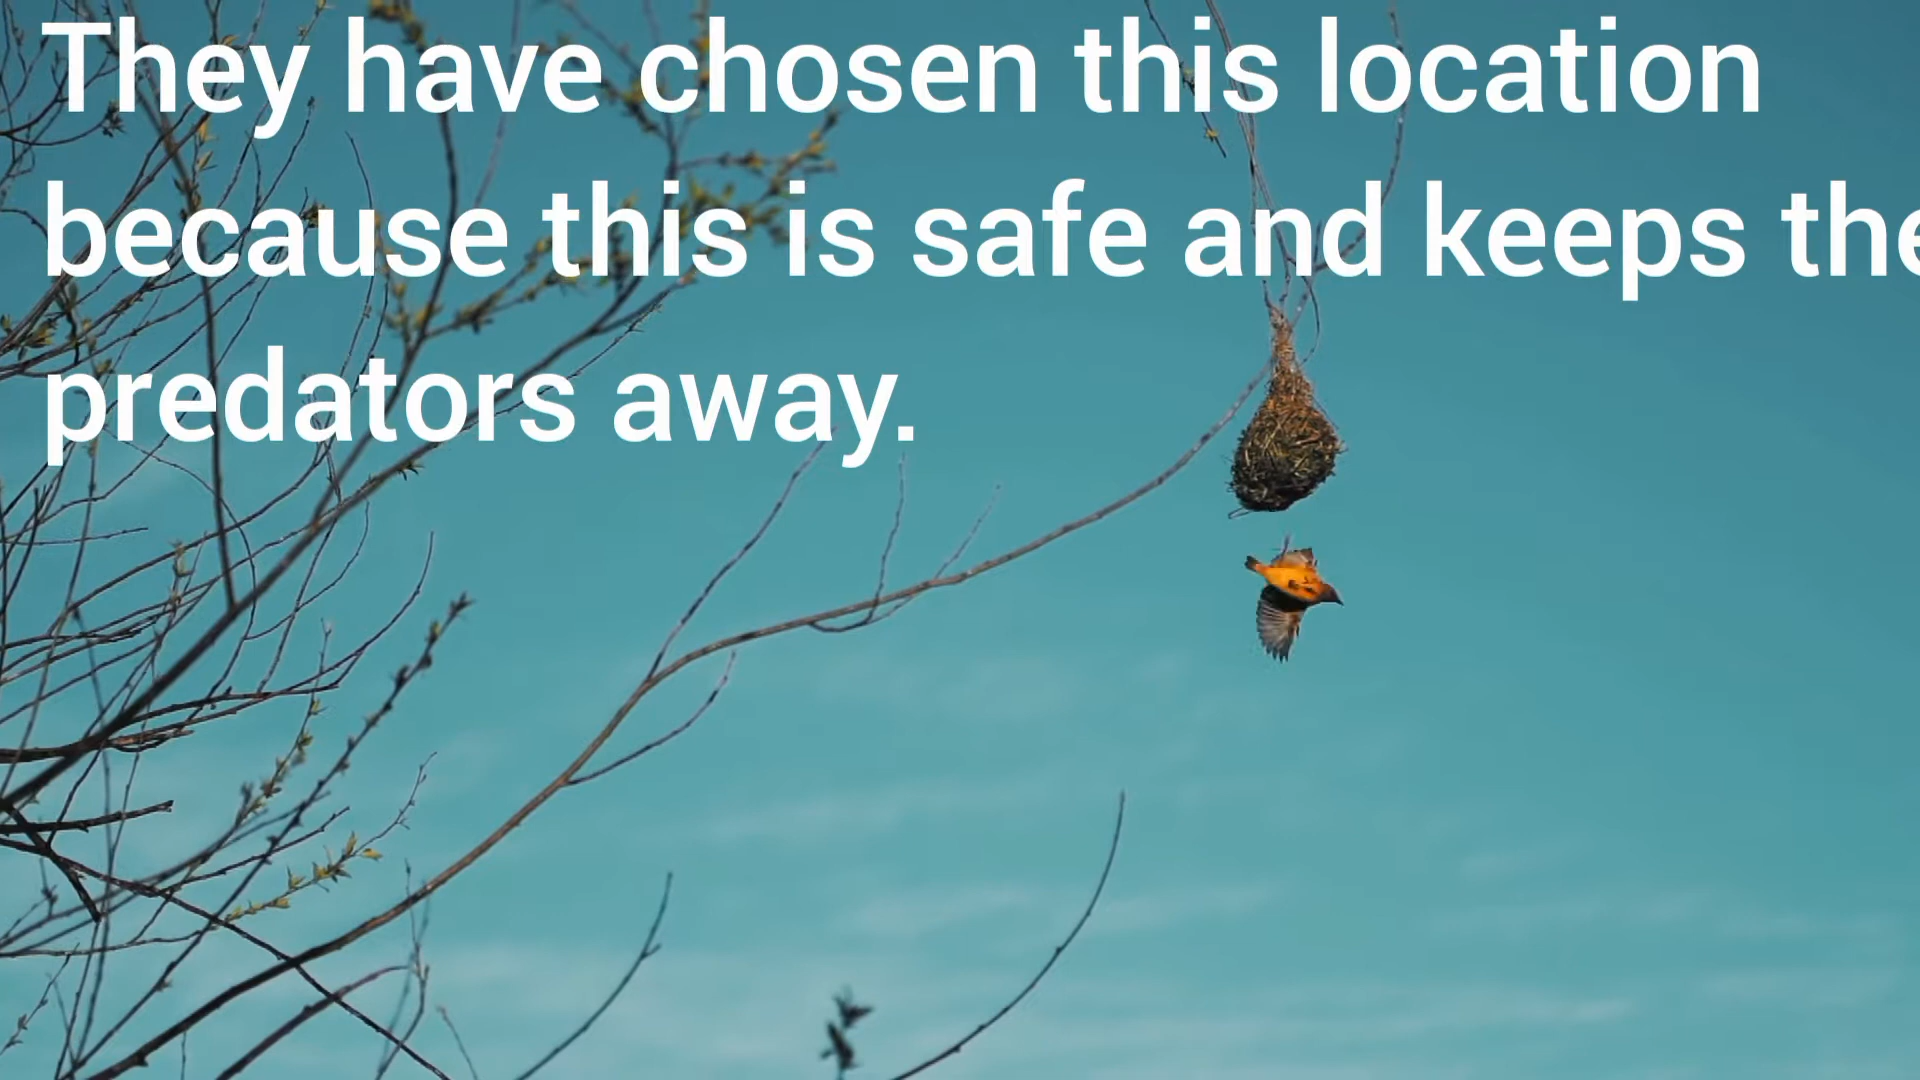 They have chosen this location
because this is safe and keeps the
predators away.